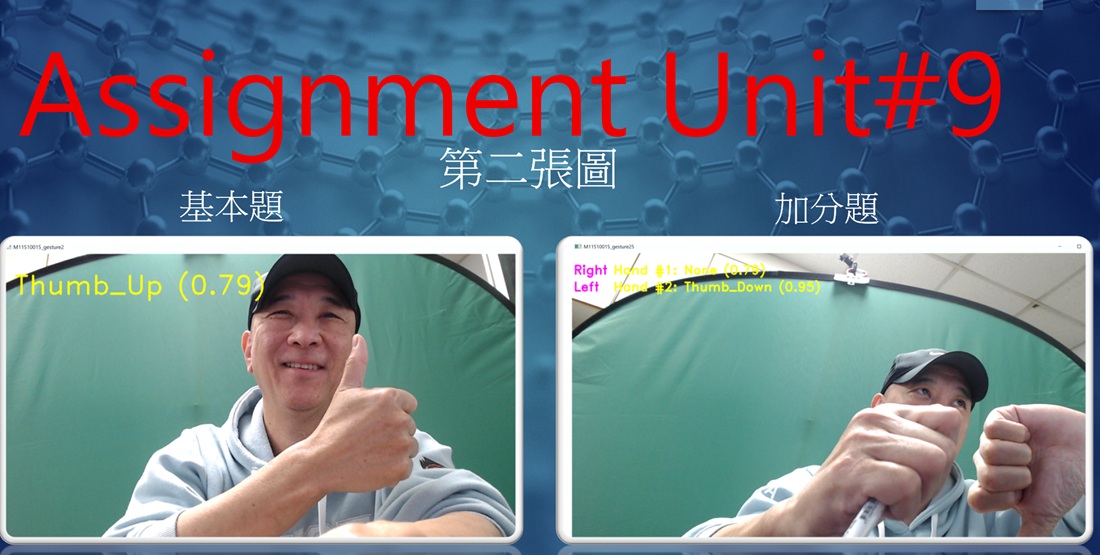 Assignment Unit#9
第二張圖
基本題
加分題
M11510015_gesture2
Thumb_Up (0.79)
M11510015_gesture25
Right Hand #1: None (0.79)
Left Hand #2: Thumb_Down (0.95)